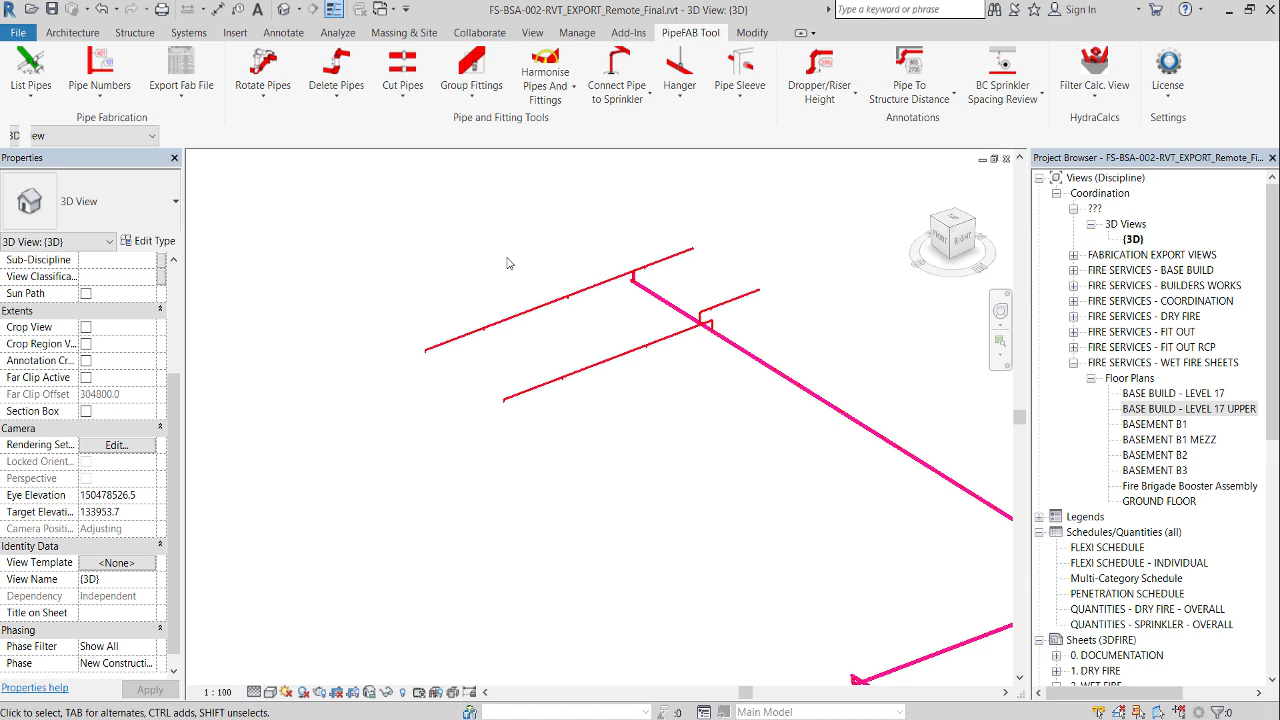 FS-BSA-002-RVT_EXPORT_Remote_Final.rvt - 3D View: {3D}
Type a keyword or phrase
Sign In
File Architecture Structure Systems Insert Annotate Analyze Massing & Site Collaborate View Manage Add-Ins PipeFAB Tool Modify
List Pipes
Pipe Numbers
Export Fab File
Rotate Pipes
Delete Pipes
Cut Pipes
Group Fittings
Harmonise
Pipes And
Fittings
Connect Pipe
to Sprinkler
Hanger
Pipe Sleeve
Dropper/Riser
Height
Pipe To
Structure Distance
BC Sprinkler
Spacing Review
Filter Calc. View
License
Pipe Fabrication
Pipe and Fitting Tools
Annotations
HydraCalcs
Settings
3D ew
Properties
3D View
3D View: {3D}
Edit Type
Sub-Discipline
View Classifica...
Sun Path
Extents
Crop View
Crop Region V...
Annotation Cr...
Far Clip Active
Far Clip Offset 304800.0
Section Box
Camera
Rendering Set... Edit...
Locked Orient...
Perspective
Eye Elevation 150478526.5
Target Elevati... 133953.7
Camera Positi... Adjusting
Identity Data
View Template <None>
View Name {3D}
Dependency Independent
Title on Sheet
Phasing
Phase Filter Show All
Phase New Constructi...
Properties help
Apply
FRONT
RIGHT
1 : 100
Project Browser - FS-BSA-002-RVT_EXPORT_Remote_Fi...
Views (Discipline)
Coordination
???
3D Views
{3D}
FABRICATION EXPORT VIEWS
FIRE SERVICES - BASE BUILD
FIRE SERVICES - BUILDERS WORKS
FIRE SERVICES - COORDINATION
FIRE SERVICES - DRY FIRE
FIRE SERVICES - FIT OUT
FIRE SERVICES - FIT OUT RCP
FIRE SERVICES - WET FIRE SHEETS
Floor Plans
BASE BUILD - LEVEL 17
BASE BUILD - LEVEL 17 UPPER
BASEMENT B1
BASEMENT B1 MEZZ
BASEMENT B2
BASEMENT B3
Fire Brigade Booster Assembly
GROUND FLOOR
Legends
Schedules/Quantities (all)
FLEXI SCHEDULE
FLEXI SCHEDULE - INDIVIDUAL
Multi-Category Schedule
PENETRATION SCHEDULE
QUANTITIES - DRY FIRE - OVERALL
QUANTITIES - SPRINKLER - OVERALL
Sheets (3DFIRE)
0. DOCUMENTATION
1. DRY FIRE
Click to select, TAB for alternates, CTRL adds, SHIFT unselects.
:0
Main Model
:0